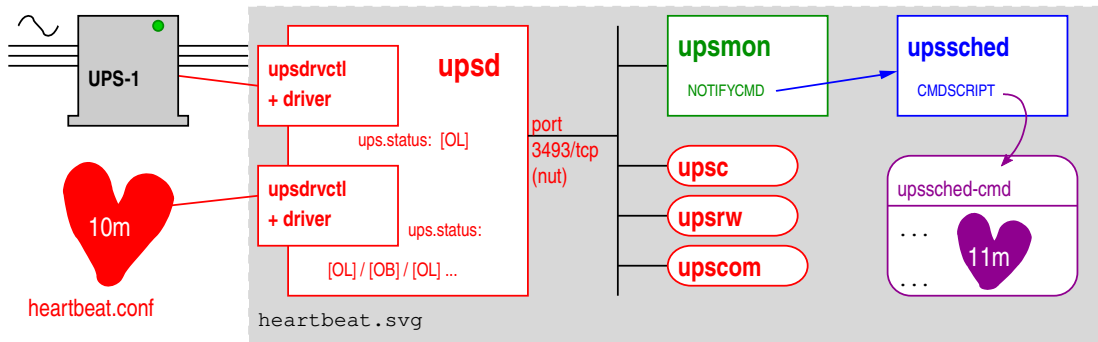 UPS-1
upsdrvctl
+ driver
upsd
ups.status: [OL]
upsdrvctl
+ driver
ups.status:
[OL] / [OB] / [OL] ...
10m
heartbeat.conf
port
3493/tcp
(nut)
upsmon
NOTIFYCMD
upssched
CMDSCRIPT
upsc
upsrw
upscom
upssched-cmd
...
11m
...
heartbeat.svg